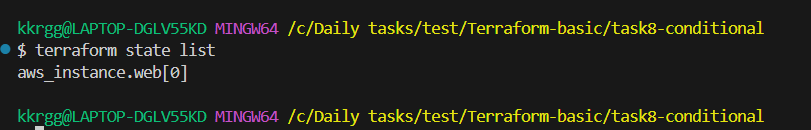 kkrgg@LAPTOP-DGLV55KD MINGW64 /c/Daily tasks/test/Terraform-basic/task8-conditional
$ terraform state list
aws_instance.web[0]
kkrgg@LAPTOP-DGLV55KD MINGW64 /c/Daily tasks/test/Terraform-basic/task8-conditional